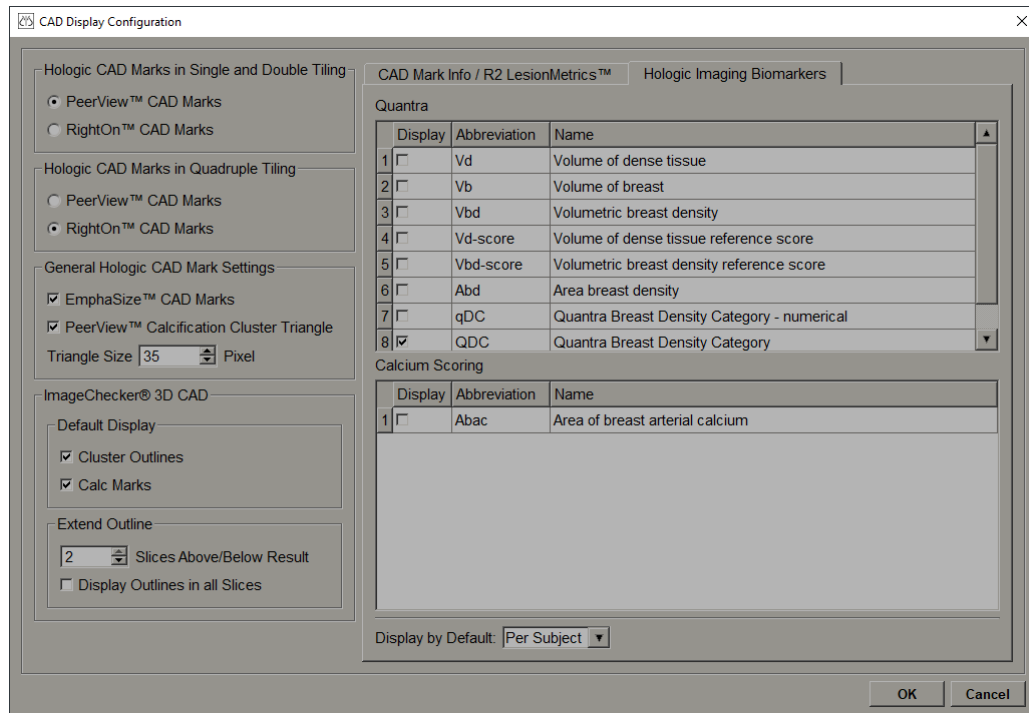 CAD Display Configuration
Hologic CAD Marks in Single and Double Tiling
PeerView™ CAD Marks
RightOn™ CAD Marks
Hologic CAD Marks in Quadruple Tiling
PeerView™ CAD Marks
RightOn™ CAD Marks
General Hologic CAD Mark Settings
EmphaSize™ CAD Marks
PeerView™ Calcification Cluster Triangle
Triangle Size 35 Pixel
ImageChecker® 3D CAD
Default Display
Cluster Outlines
Calc Marks
Extend Outline
2 Slices Above/Below Result
Display Outlines in all Slices
CAD Mark Info / R2 LesionMetrics™ Hologic Imaging Biomarkers
Quantra
Display Abbreviation Name
1 Vd Volume of dense tissue
2 Vb Volume of breast
3 Vbd Volumetric breast density
4 Vd-score Volume of dense tissue reference score
5 Vbd-score Volumetric breast density reference score
6 Abd Area breast density
7 qDC Quantra Breast Density Category - numerical
8 QDC Quantra Breast Density Category
Calcium Scoring
Display Abbreviation Name
1 Abac Area of breast arterial calcium
Display by Default: Per Subject
OK Cancel